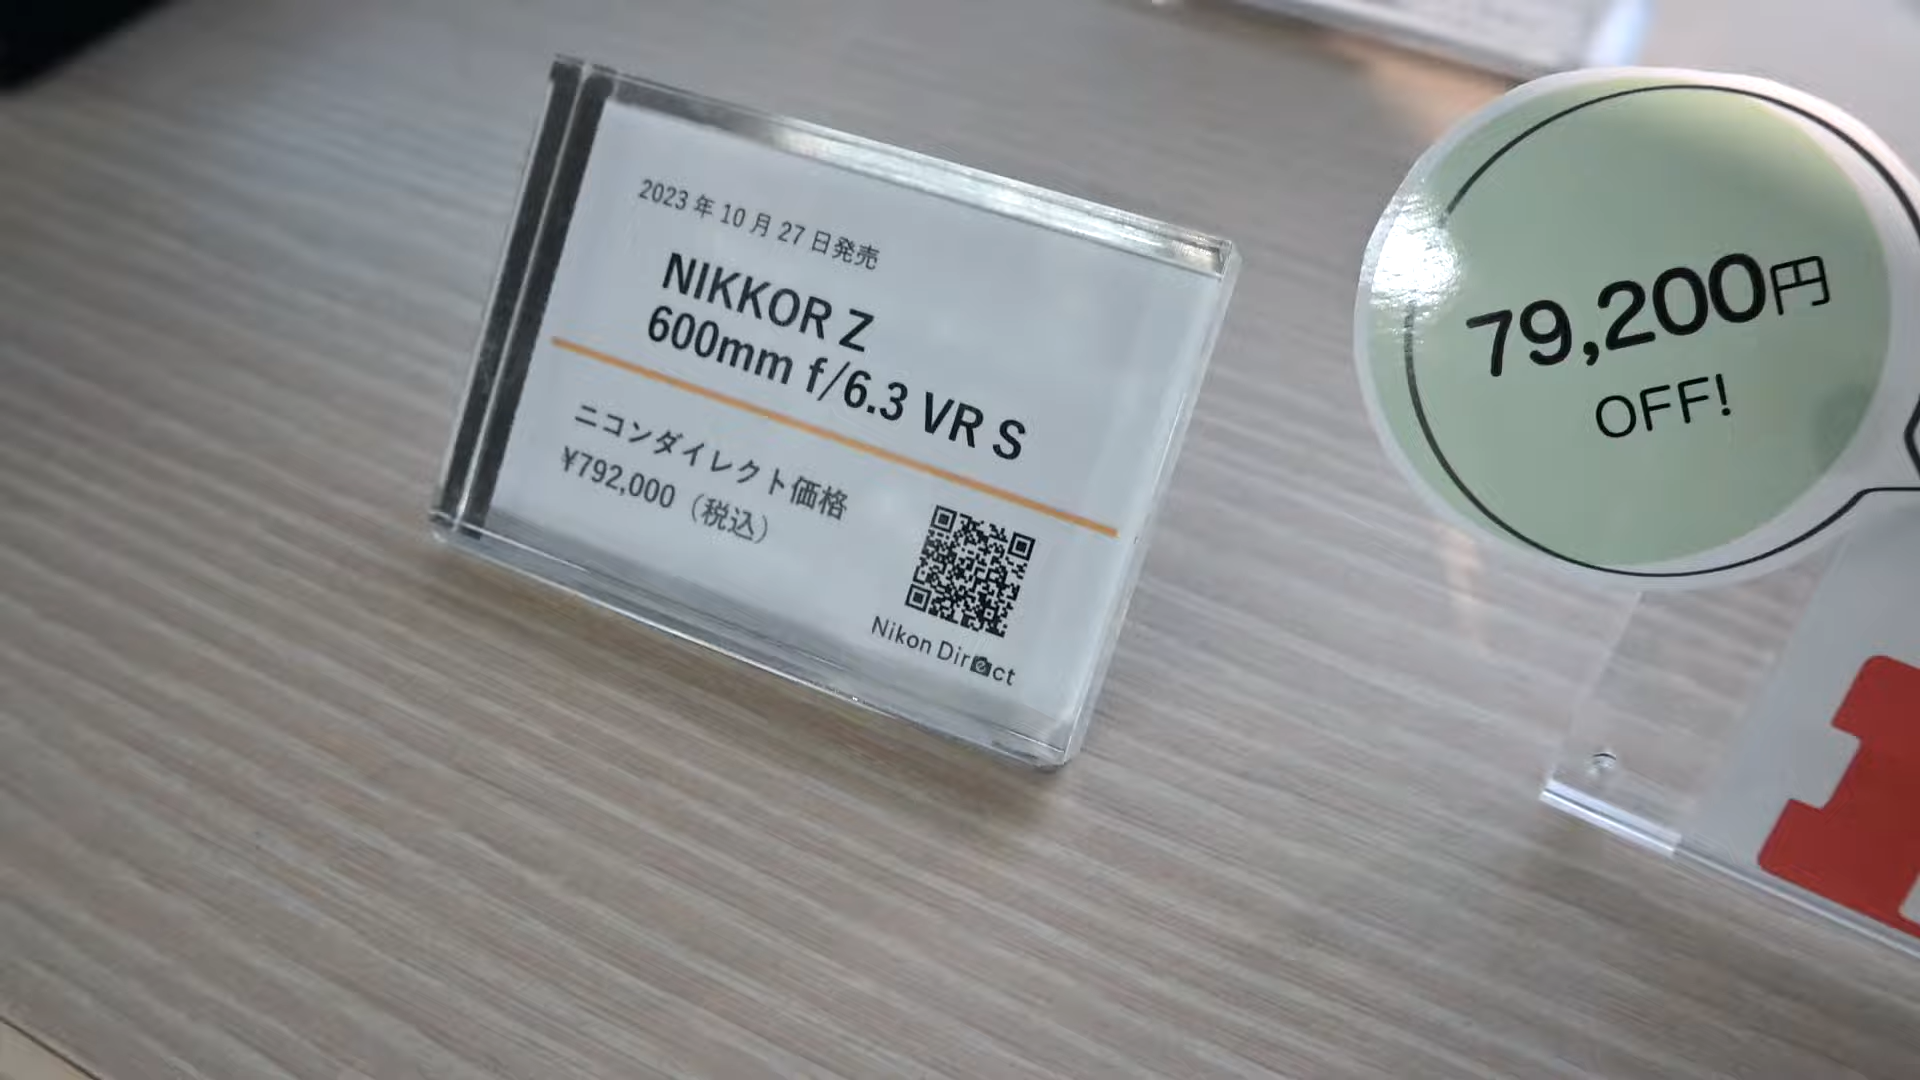 2023年10月27日発売
NIKKOR Z
600mm f/6.3 VR S
ニコンダイレクト価格
¥792,000（税込）
Nikon Direct
79,200円
OFF!